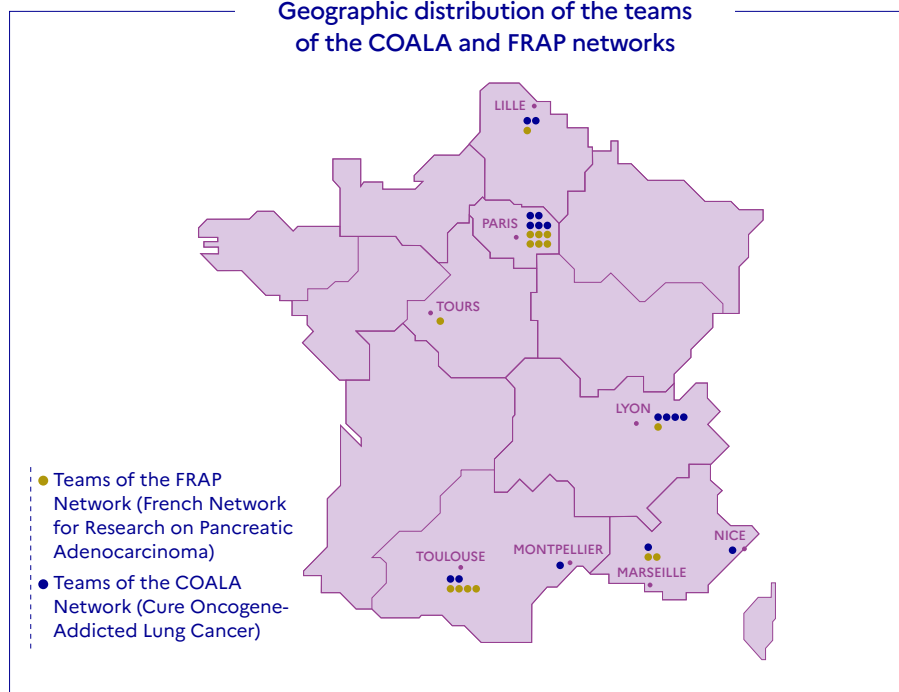 Geographic distribution of the teams
of the COALA and FRAP networks
LILLE
PARIS
TOURS
LYON
Teams of the FRAP
Network (French Network
for Research on Pancreatic
Adenocarcinoma)
Teams of the COALA
Network (Cure Oncogene-
Addicted Lung Cancer)
TOULOUSE
MONTPELLIER
NICE
MARSEILLE